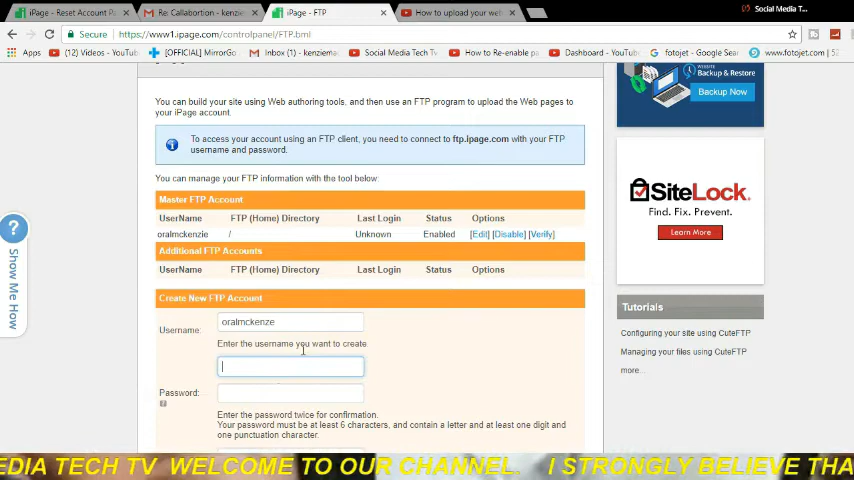 iPage - Reset Account Pa
Re: Callabortion - kenzie
iPage - FTP
How to upload your web
Social Media T
Secure
https://www1.ipage.com/controlpanel/FTP.bml
Apps
(12) Videos - YouTub
[OFFICIAL] MirrorGo
kenziemed
Social Media Tech Tv
How to Re-enable p
Dashboard - YouTub
fotojet - Google Sear
www.fotojet.com
You can build your site using Web authoring tools, and then use an FTP program to upload the Web pages to
your iPage account.
To access your account using an FTP client, you need to connect to ftp.ipage.com with your FTP
username and password.
You can manage your FTP information with the tool below:
Master FTP Account
UserName FTP (Home) Directory Last Login Status Options
oralmckenzie / Unknown Enabled [Edit] [Disable] [Verify]
Additional FTP Accounts
UserName FTP (Home) Directory Last Login Status Options
Create New FTP Account
Username: oralmckenze
Enter the username you want to create
Password:
Enter the password twice for confirmation.
Your password must be at least 6 characters, and contain a letter and at least one digit and
one punctuation character.
Website
Backup & Restore
Backup Now
SiteLock
Find. Fix. Prevent.
Learn More
Tutorials
Configuring your site using CuteFTP
Managing your files using CuteFTP
more...
? Show Me How
EDIA TECH TV WELCOME TO OUR CHANNEL. I STRONGLY BELIEVE THA